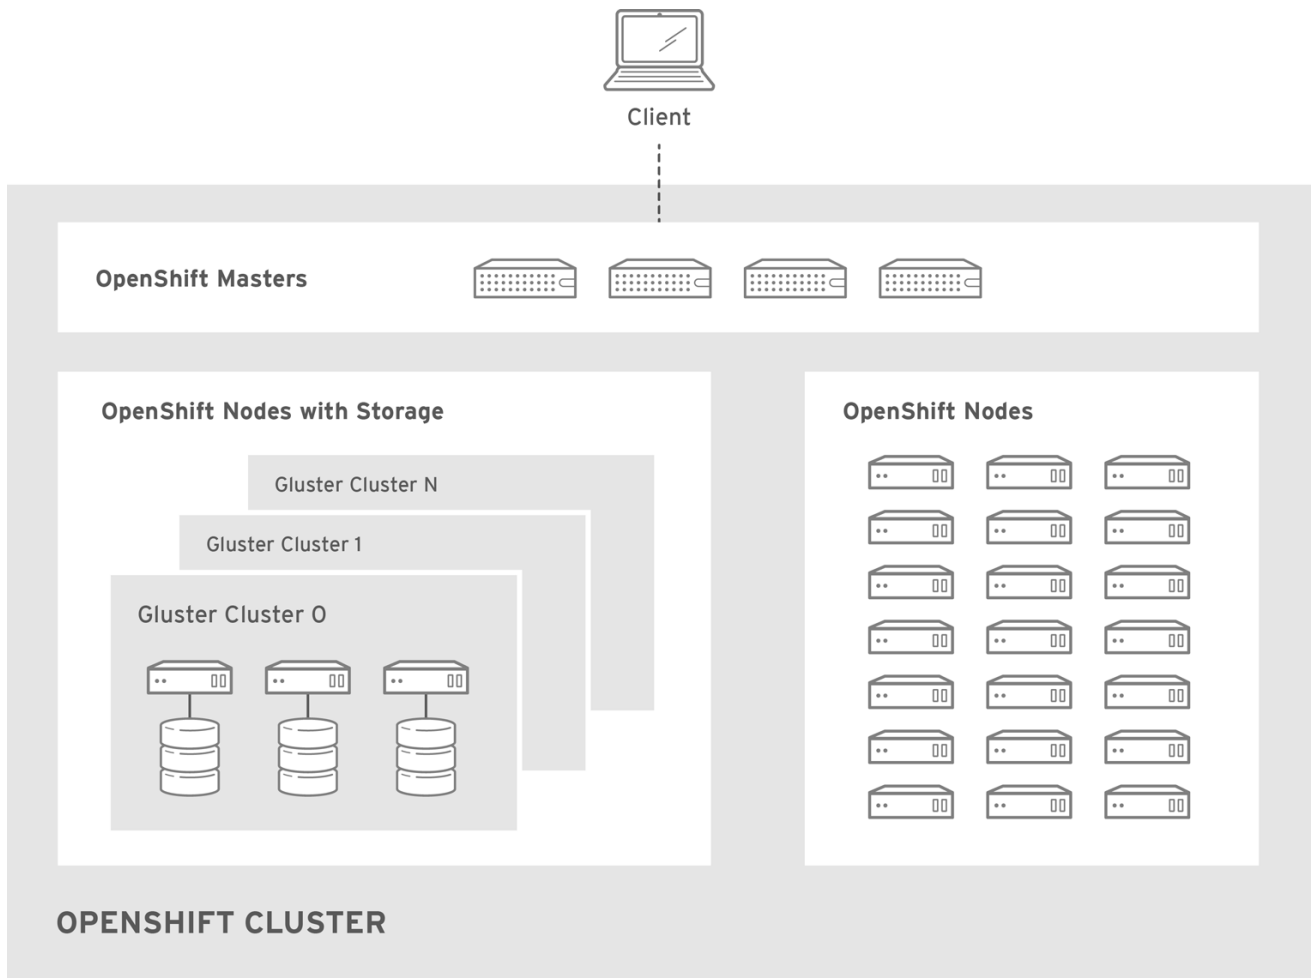 Client
OpenShift Masters
OpenShift Nodes with Storage
Gluster Cluster N
Gluster Cluster 1
Gluster Cluster 0
OpenShift Nodes
OPENSHIFT CLUSTER